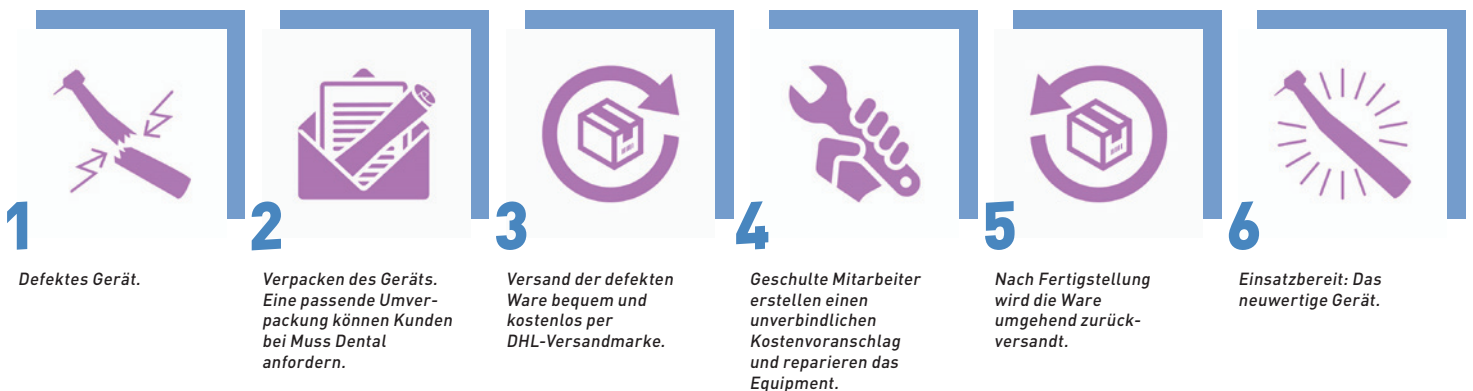 1
Defektes Gerät.
2
Verpacken des Geräts.
Eine passende Umver-
packung können Kunden
bei Muss Dental
anfordern.
3
Versand der defekten
Ware bequem und
kostenlos per
DHL-Versandmarke.
4
Geschulte Mitarbeiter
erstellen einen
unverbindlichen
Kostenvoranschlag
und reparieren das
Equipment.
5
Nach Fertigstellung
wird die Ware
umgehend zurück-
versandt.
6
Einsatzbereit: Das
neuwertige Gerät.